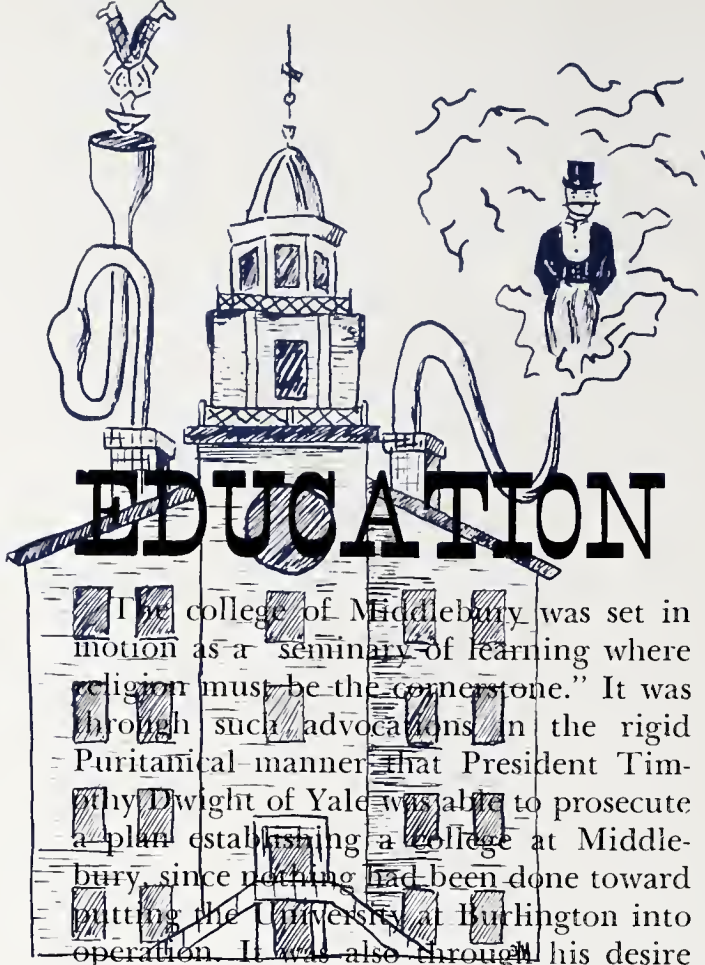 EDUCATION
The college of Middlebury was set in
motion as a "seminary of learning where
religion must be the cornerstone." It was
through such advocations in the rigid
Puritanical manner that President Tim-
othy Dwight of Yale was able to prosecute
a plan establishing a college at Middle-
bury, since nothing had been done toward
putting the University at Burlington into
operation. It was also through his desire